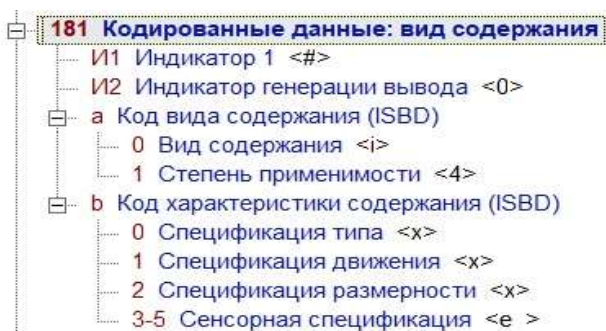 181 Кодированные данные: вид содержания
И1 Индикатор 1 <#>
И2 Индикатор генерации вывода <0>
a Код вида содержания (ISBD)
0 Вид содержания <i>
1 Степень применимости <4>
b Код характеристики содержания (ISBD)
0 Спецификация типа <x>
1 Спецификация движения <x>
2 Спецификация размерности <x>
3-5 Сенсорная спецификация <e >